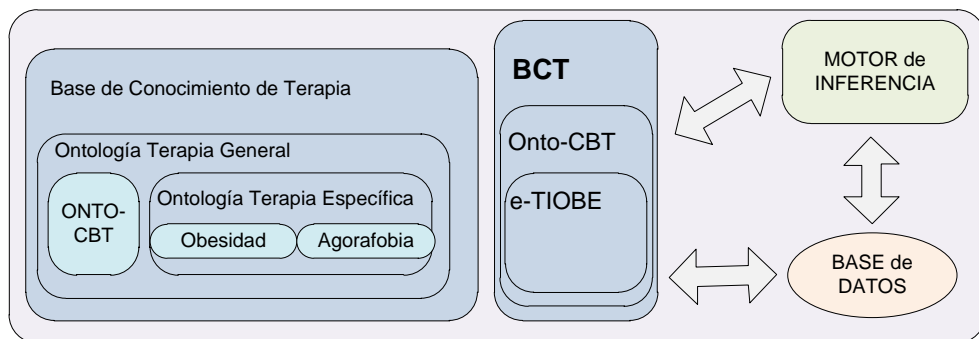 Base de Conocimiento de Terapia
Ontología Terapia General
ONTO-
CBT
Ontología Terapia Específica
Obesidad
Agorafobia
BCT
Onto-CBT
e-TIOBE
MOTOR de
INFERENCIA
BASE de
DATOS